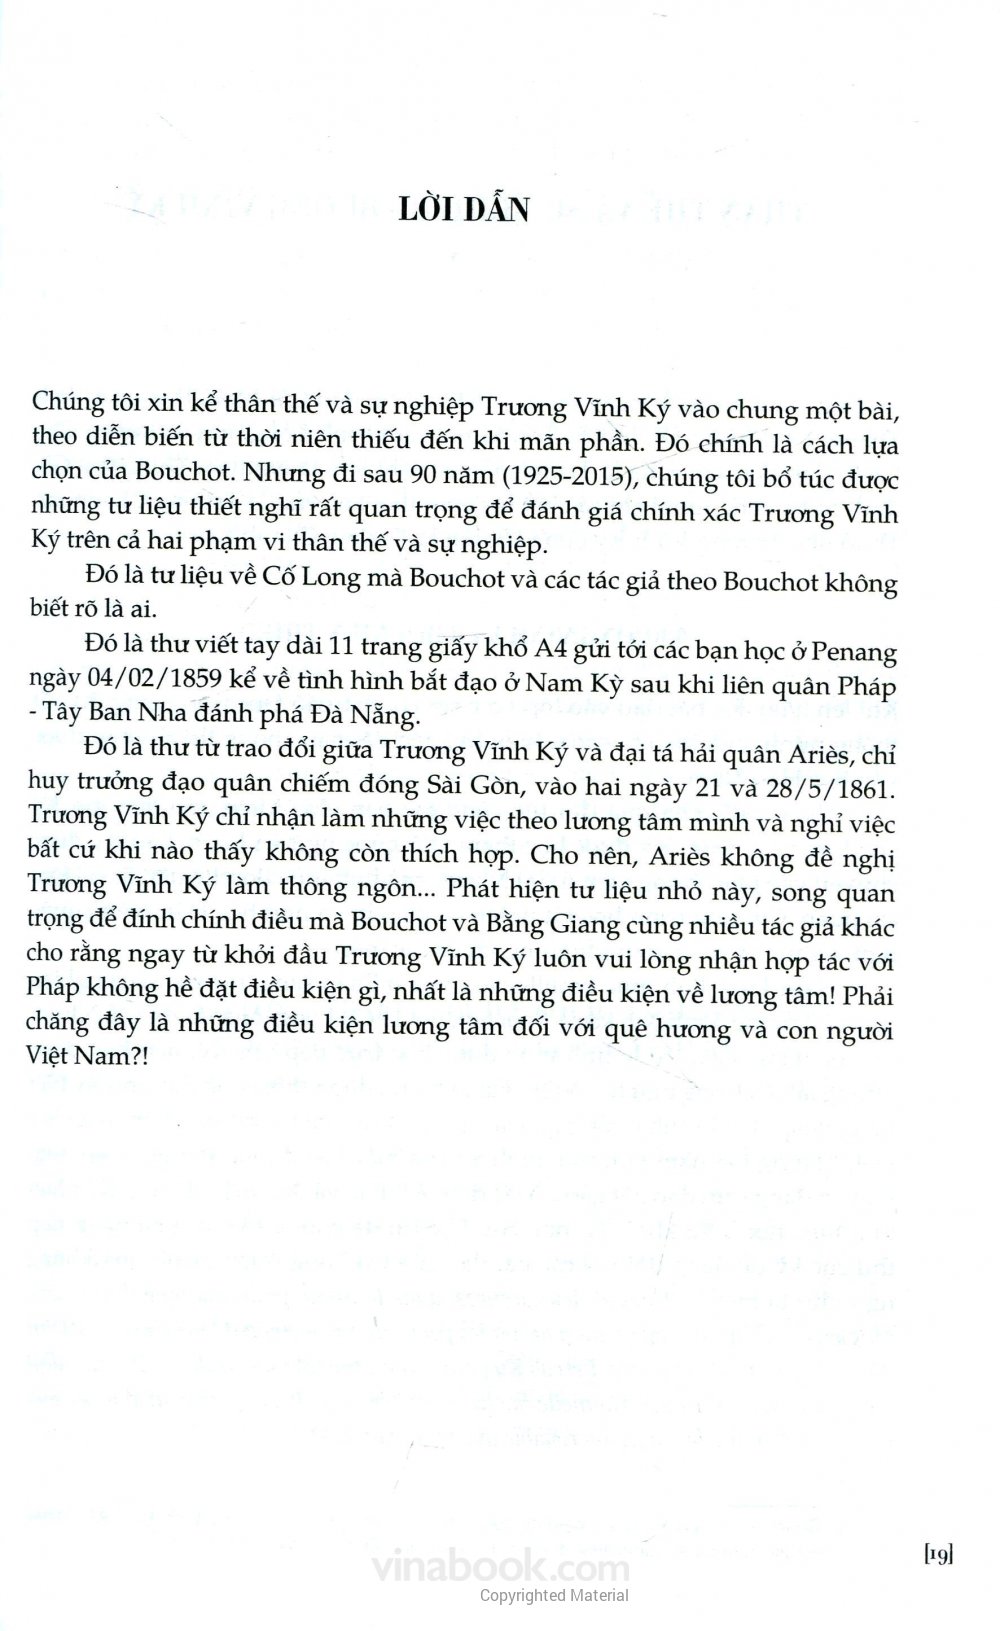 LỜI DẪN
Chúng tôi xin kể thân thế và sự nghiệp Trương Vĩnh Ký vào chung một bài,
theo diễn biến từ thời niên thiếu đến khi mãn phần. Đó chính là cách lựa
chọn của Bouchot. Nhưng đi sau 90 năm (1925-2015), chúng tôi bổ túc được
những tư liệu thiết nghĩ rất quan trọng để đánh giá chính xác Trương Vĩnh
Ký trên cả hai phạm vi thân thế và sự nghiệp.
Đó là tư liệu về Cố Long mà Bouchot và các tác giả theo Bouchot không
biết rõ là ai.
Đó là thư viết tay dài 11 trang giấy khổ A4 gửi tới các bạn học ở Penang
ngày 04/02/1859 kể về tình hình bắt đạo ở Nam Kỳ sau khi liên quân Pháp
- Tây Ban Nha đánh phá Đà Nẵng.
Đó là thư từ trao đổi giữa Trương Vĩnh Ký và đại tá hải quân Ariès, chỉ
huy trưởng đạo quân chiếm đóng Sài Gòn, vào hai ngày 21 và 28/5/1861.
Trương Vĩnh Ký chỉ nhận làm những việc theo lương tâm mình và nghỉ việc
bất cứ khi nào thấy không còn thích hợp. Cho nên, Ariès không đề nghị
Trương Vĩnh Ký làm thông ngôn... Phát hiện tư liệu nhỏ này, song quan
trọng để đính chính điều mà Bouchot và Bằng Giang cùng nhiều tác giả khác
cho rằng ngay từ khởi đầu Trương Vĩnh Ký luôn vui lòng nhận hợp tác với
Pháp không hề đặt điều kiện gì, nhất là những điều kiện về lương tâm! Phải
chăng đây là những điều kiện lương tâm đối với quê hương và con người
Việt Nam?!
[19]
vinabook.com
Copyrighted Material